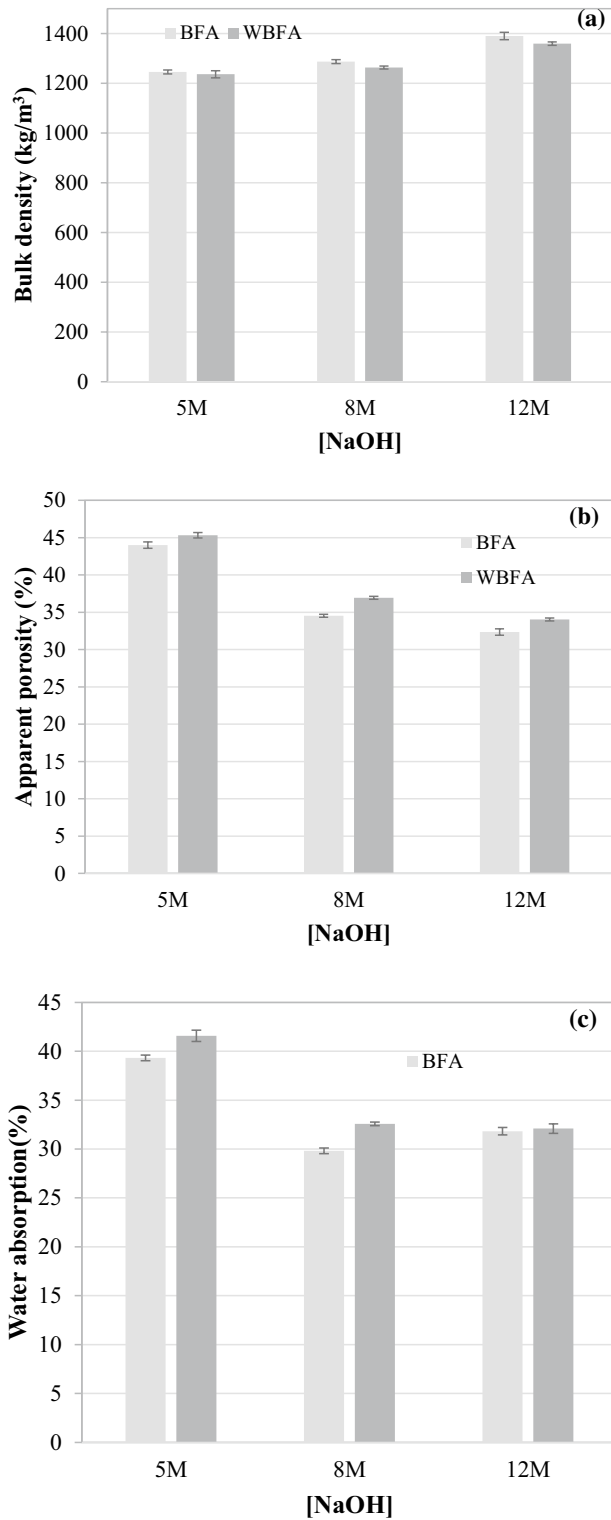 (a)
BFA WBFA
1400
1200
1000
800
600
400
200
0
Bulk density (kg/m³)
5M 8M 12M
[NaOH]
(b)
BFA
WBFA
50
45
40
35
30
25
20
15
10
5
0
Apparent porosity (%)
5M 8M 12M
[NaOH]
(c)
BFA
45
40
35
30
25
20
15
10
5
0
Water absorption(%)
5M 8M 12M
[NaOH]